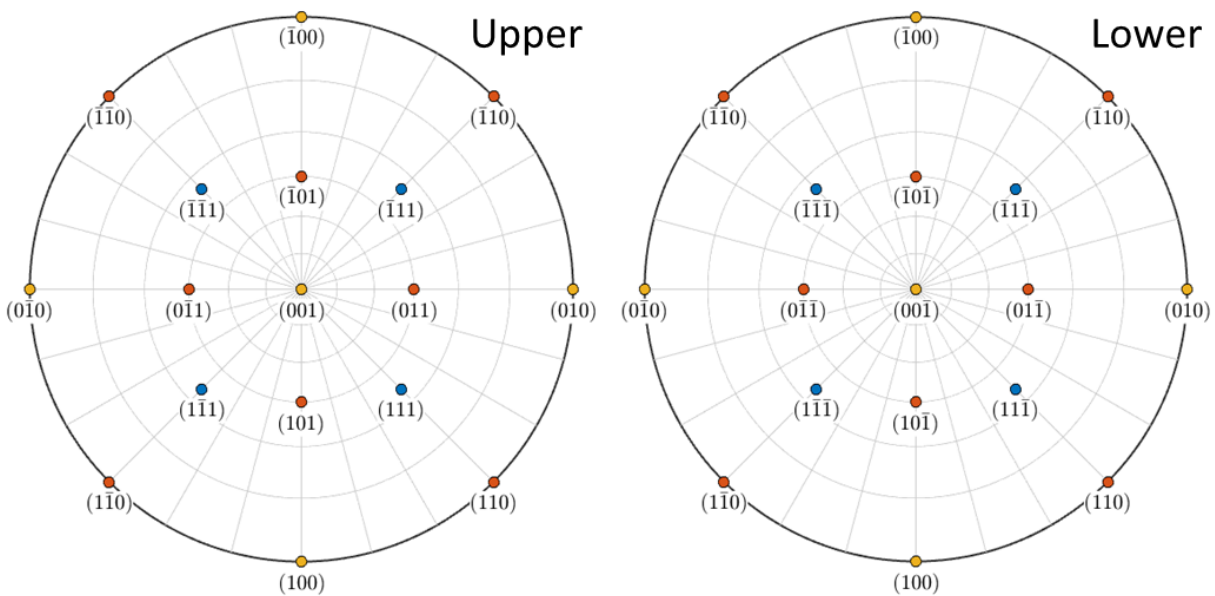 Upper Lower
(1̅00) (1̅00)
(1̅1̅0) (1̅10) (1̅1̅0) (1̅10)
(1̅01) (1̅01̅)
(1̅1̅1) (1̅11) (1̅1̅1̅) (1̅11̅)
(01̅0) (01̅1) (001) (011) (010) (01̅0) (01̅1̅) (001̅) (011̅) (010)
(11̅1) (111) (11̅1̅) (111̅)
(101) (101̅)
(11̅0) (110) (11̅0) (110)
(100) (100)